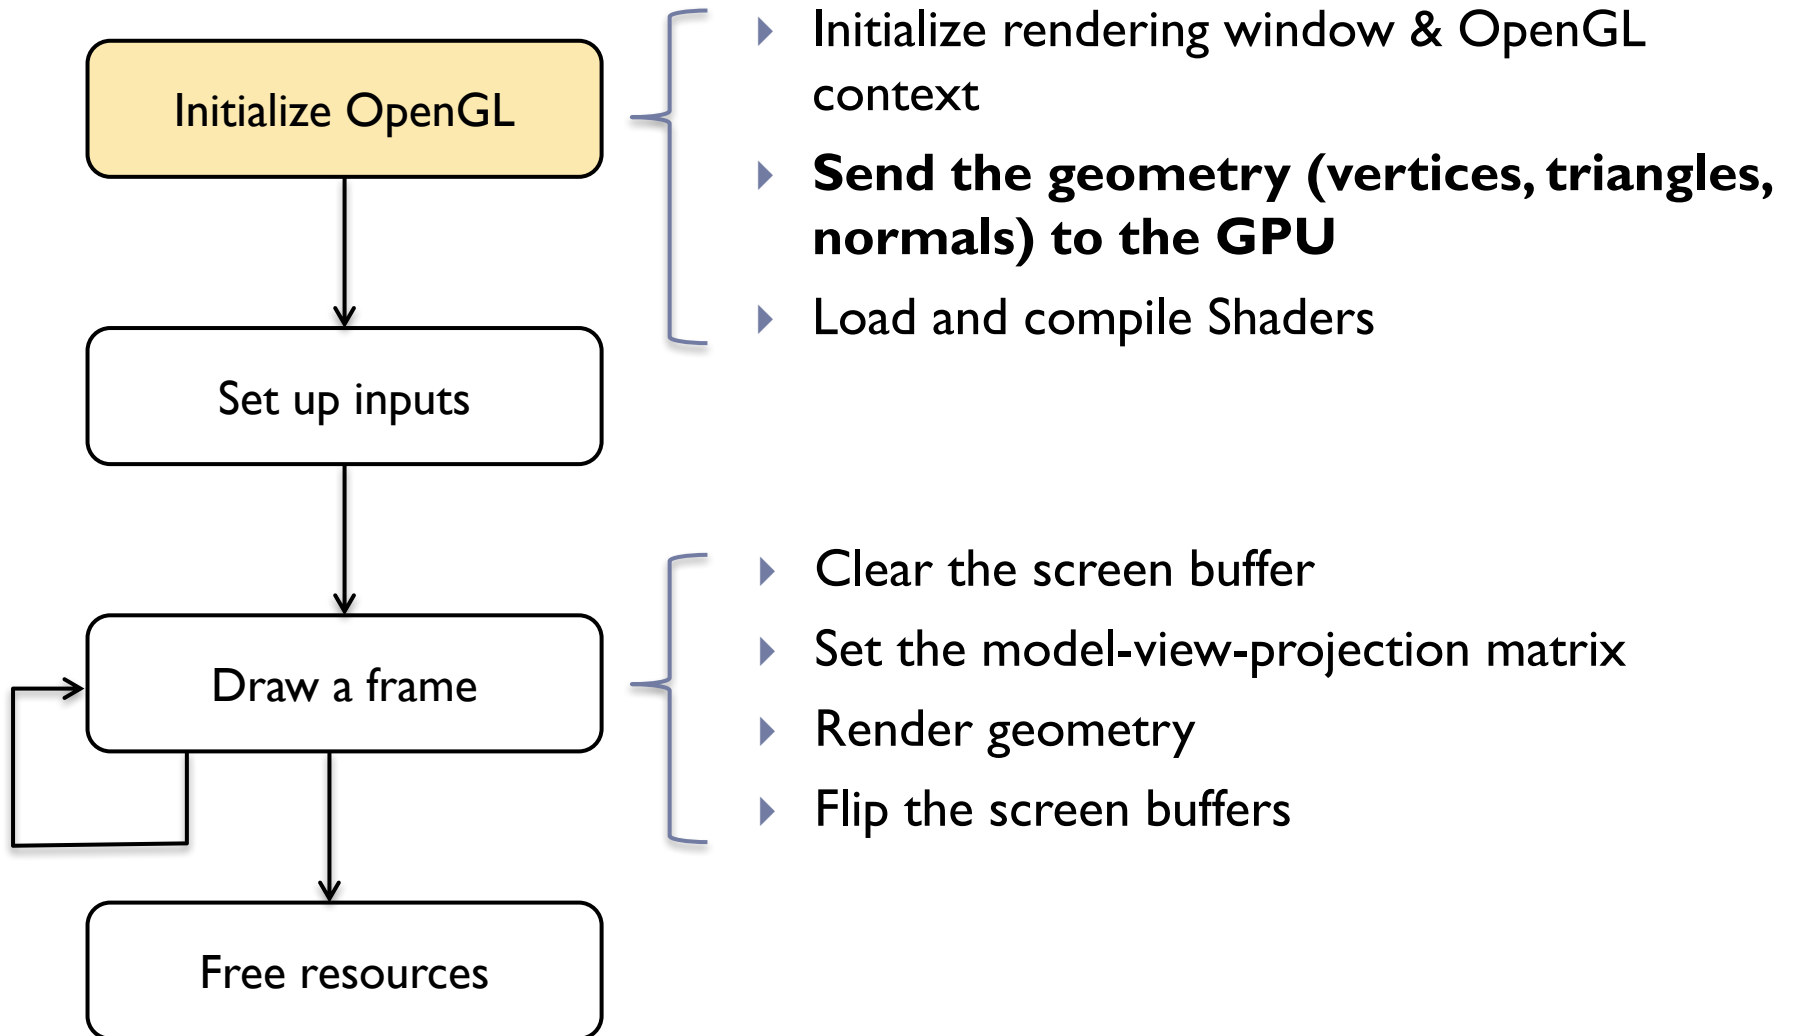 Initialize OpenGL
Initialize rendering window & OpenGL
context
Send the geometry (vertices, triangles,
normals) to the GPU
Load and compile Shaders
Set up inputs
Draw a frame
Clear the screen buffer
Set the model-view-projection matrix
Render geometry
Flip the screen buffers
Free resources